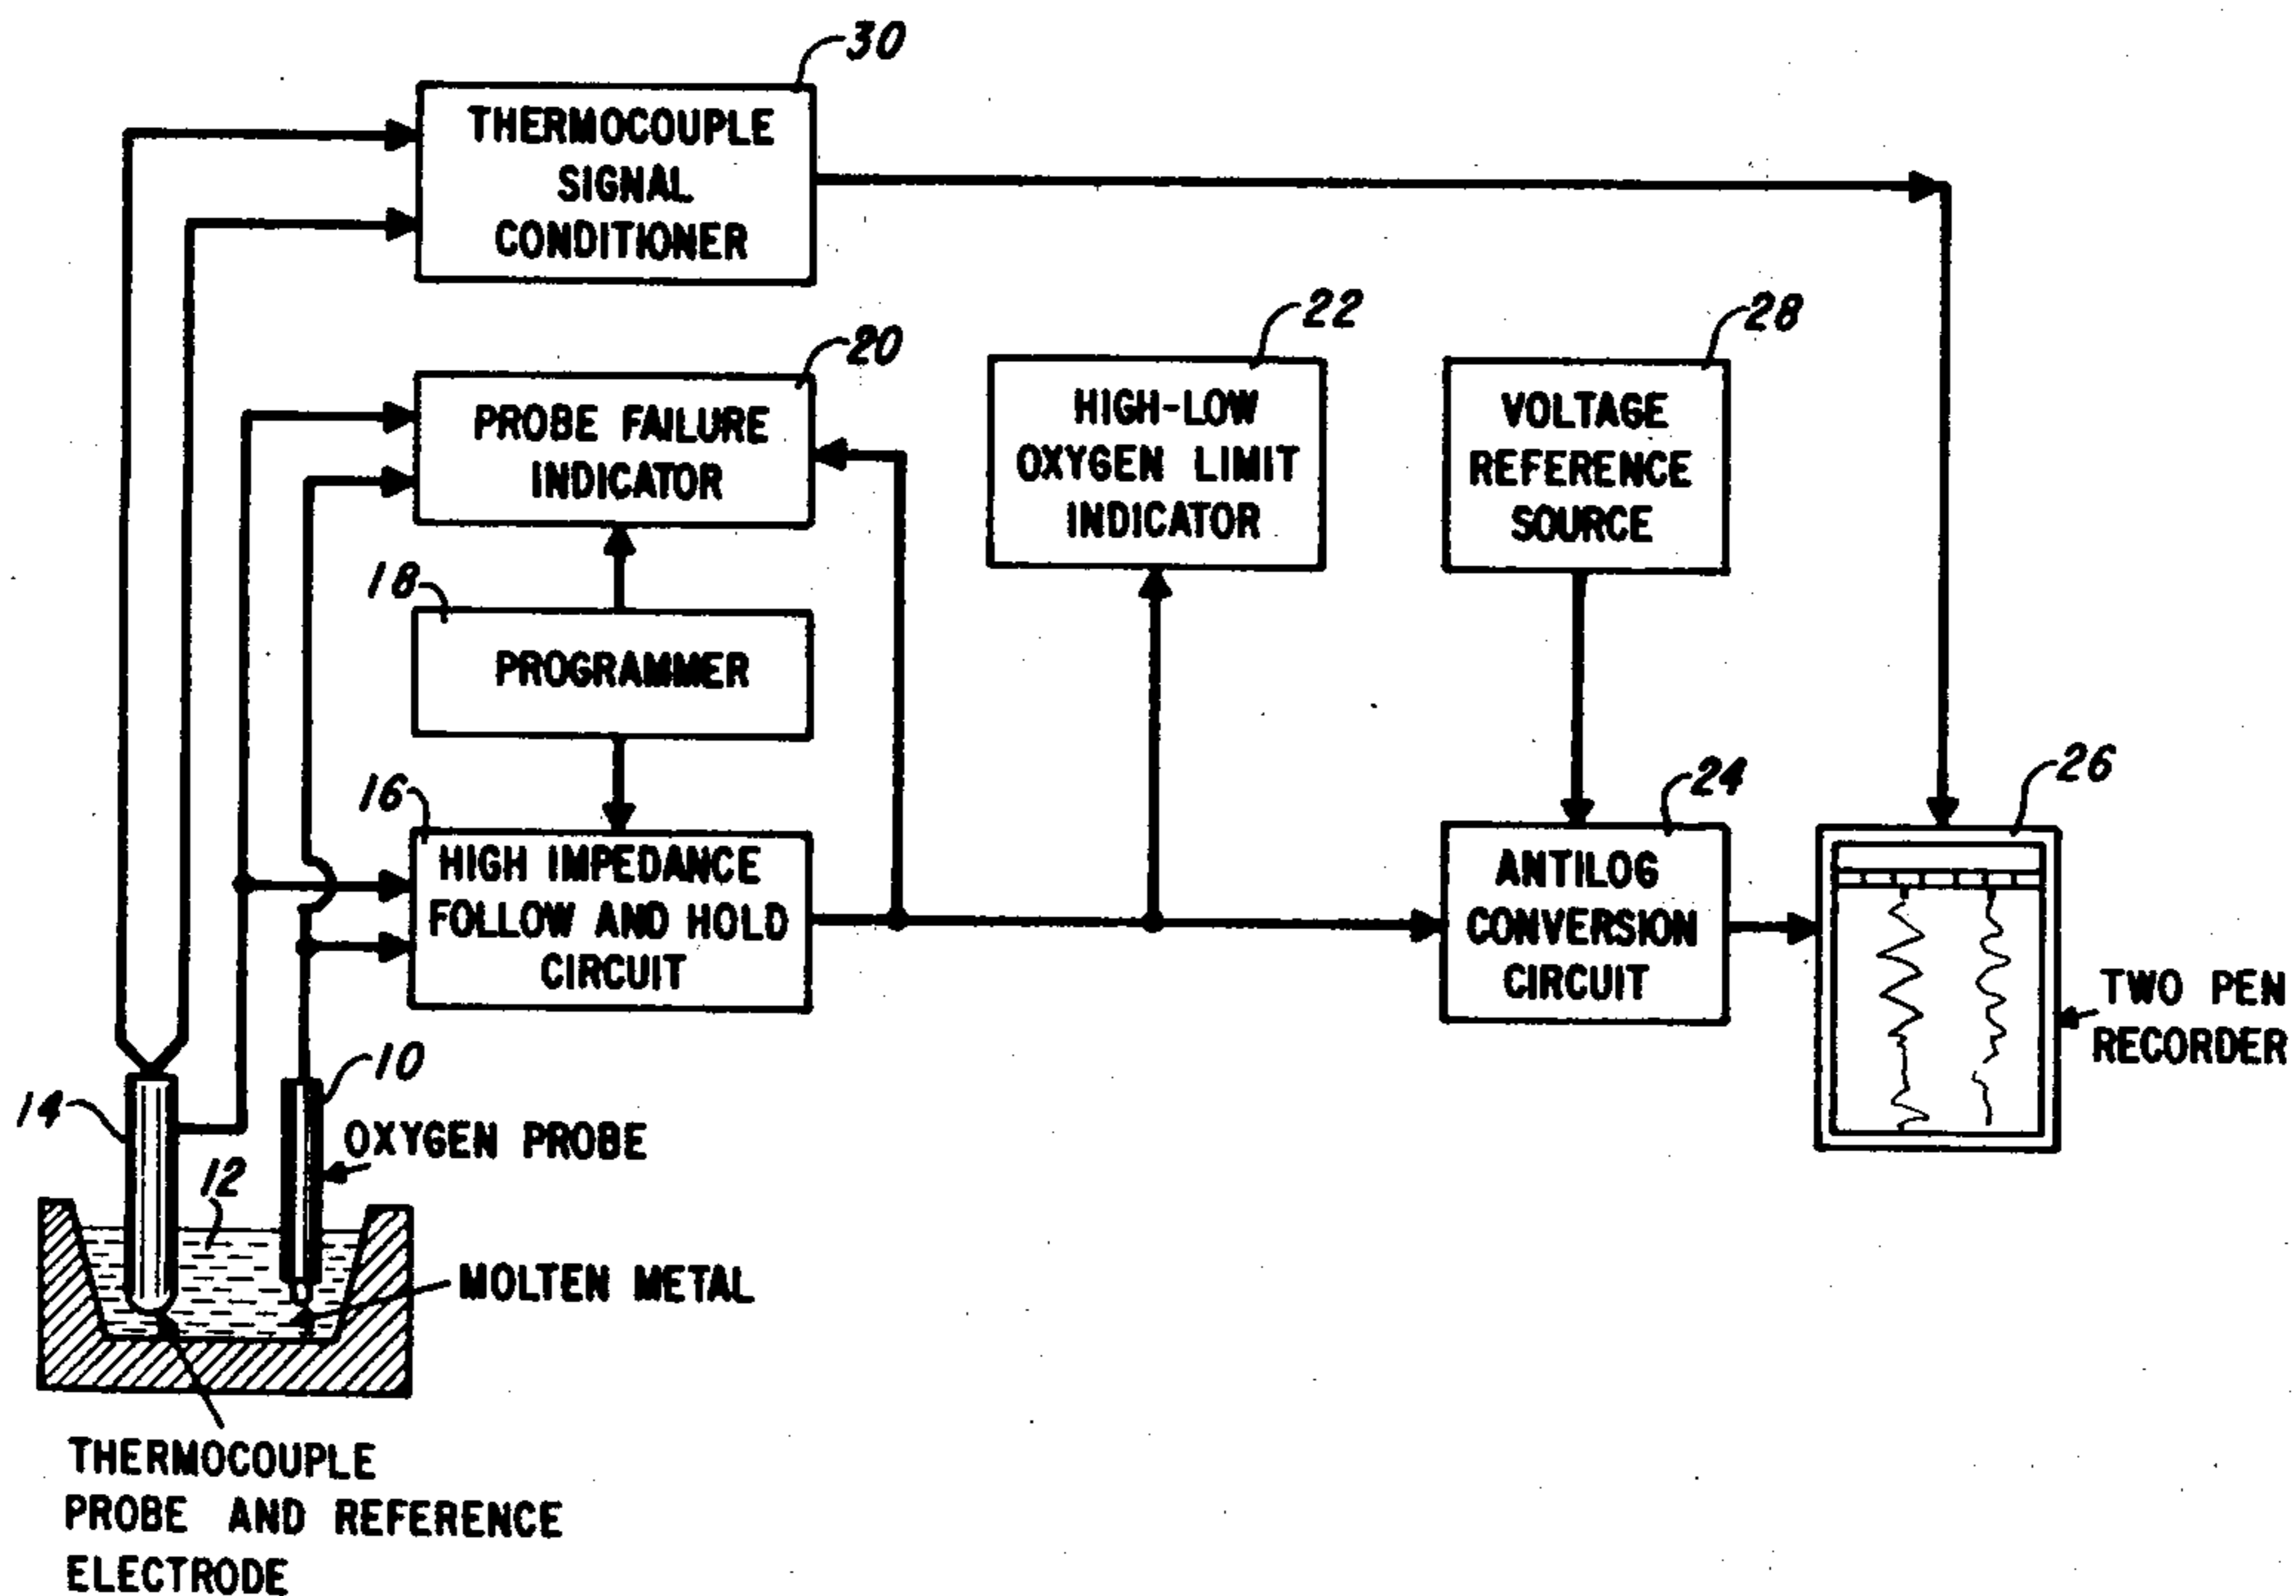 30
THERMOCOUPLE
SIGNAL
CONDITIONER
20
PROBE FAILURE
INDICATOR
22
HIGH-LOW
OXYGEN LIMIT
INDICATOR
28
VOLTAGE
REFERENCE
SOURCE
18
PROGRAMMER
16
HIGH IMPEDANCE
FOLLOW AND HOLD
CIRCUIT
24
ANTILOG
CONVERSION
CIRCUIT
26
TWO PEN
RECORDER
14
10
OXYGEN PROBE
12
MOLTEN METAL
THERMOCOUPLE
PROBE AND REFERENCE
ELECTRODE